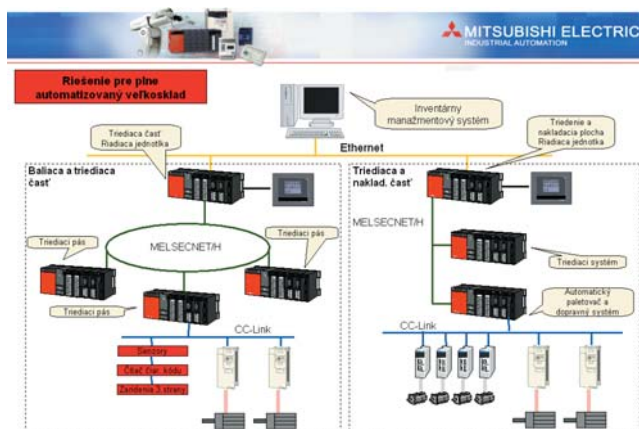 MITSUBISHI ELECTRIC
INDUSTRIAL AUTOMATION
Riešenie pre plne
automatizovaný veľkosklad
Inventárny
manažmentový systém
Triediaca časť
Riadiaca jednotka
Ethernet
Triedenie a
nakladacia plocha
Riadiaca jednotka
Baliaca a triediaca
časť
Triediaca a
naklad. časť
MELSECNET/H
Triediaci pás
Triediaci pás
Triediaci pás
CC-Link
Senzory
Čítač čiar. kódu
Zariadenia 3.strany
MELSECNET/H
Triediaci systém
Automatický
paletovač a
dopravný systém
CC-Link